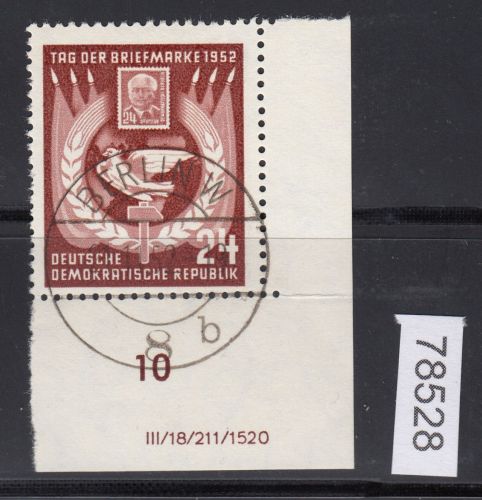 TAG DER BRIEFMARKE 1952
24
BERLIN W
DEUTSCHE
DEMOKRATISCHE REPUBLIK
24
8 b
10
III/18/211/1520
78528